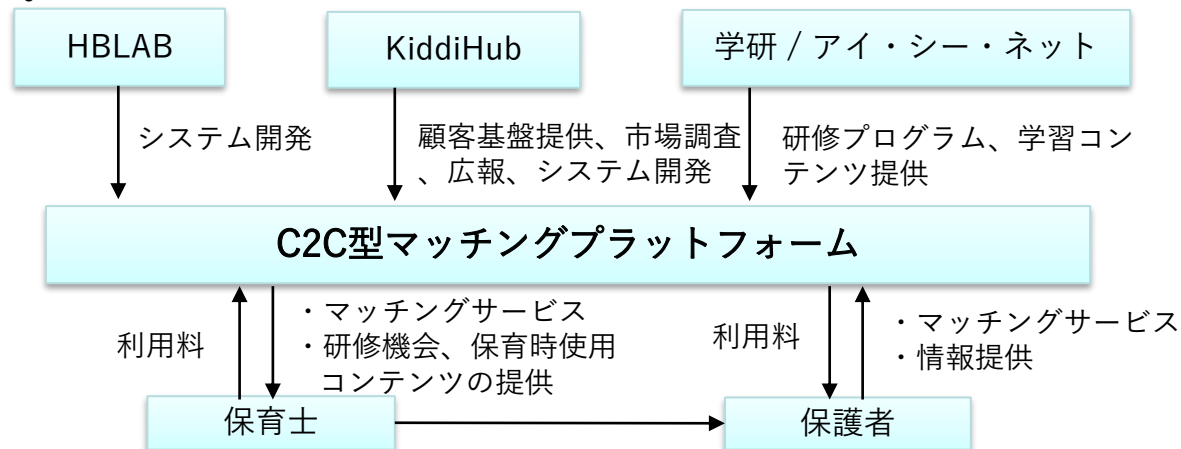 HBLAB
KiddiHub
学研 / アイ・シー・ネット
システム開発
顧客基盤提供、市場調査
、広報、システム開発
研修プログラム、学習コン
テンツ提供
C2C型マッチングプラットフォーム
利用料
・マッチングサービス
・研修機会、保育時使用
コンテンツの提供
利用料
・マッチングサービス
・情報提供
保育士
保護者